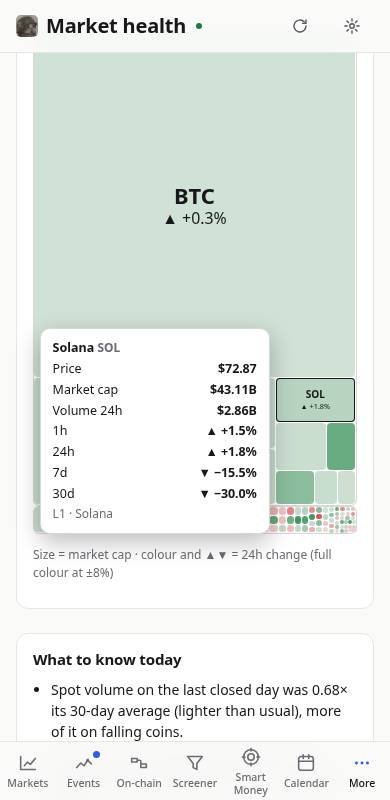 Market health
BTC
▲ +0.3%
Solana SOL
Price $72.87
Market cap $43.11B
Volume 24h $2.86B
1h ▲ +1.5%
24h ▲ +1.8%
7d ▼ −15.5%
30d ▼ −30.0%
L1 · Solana
SOL
▲ +1.8%
Size = market cap · colour and ▲▼ = 24h change (full
colour at ±8%)
What to know today
• Spot volume on the last closed day was 0.68×
its 30-day average (lighter than usual), more
of it on falling coins.
Markets
Events
On-chain
Screener
Smart
Money
Calendar
More